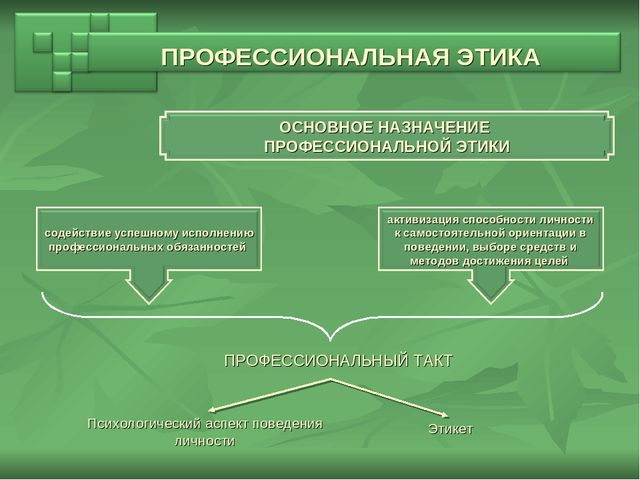 ПРОФЕССИОНАЛЬНАЯ ЭТИКА
ОСНОВНОЕ НАЗНАЧЕНИЕ
ПРОФЕССИОНАЛЬНОЙ ЭТИКИ
содействие успешному исполнению
профессиональных обязанностей
активизация способности личности
к самостоятельной ориентации в
поведении, выборе средств и
методов достижения целей
ПРОФЕССИОНАЛЬНЫЙ ТАКТ
Психологический аспект поведения
личности
Этикет